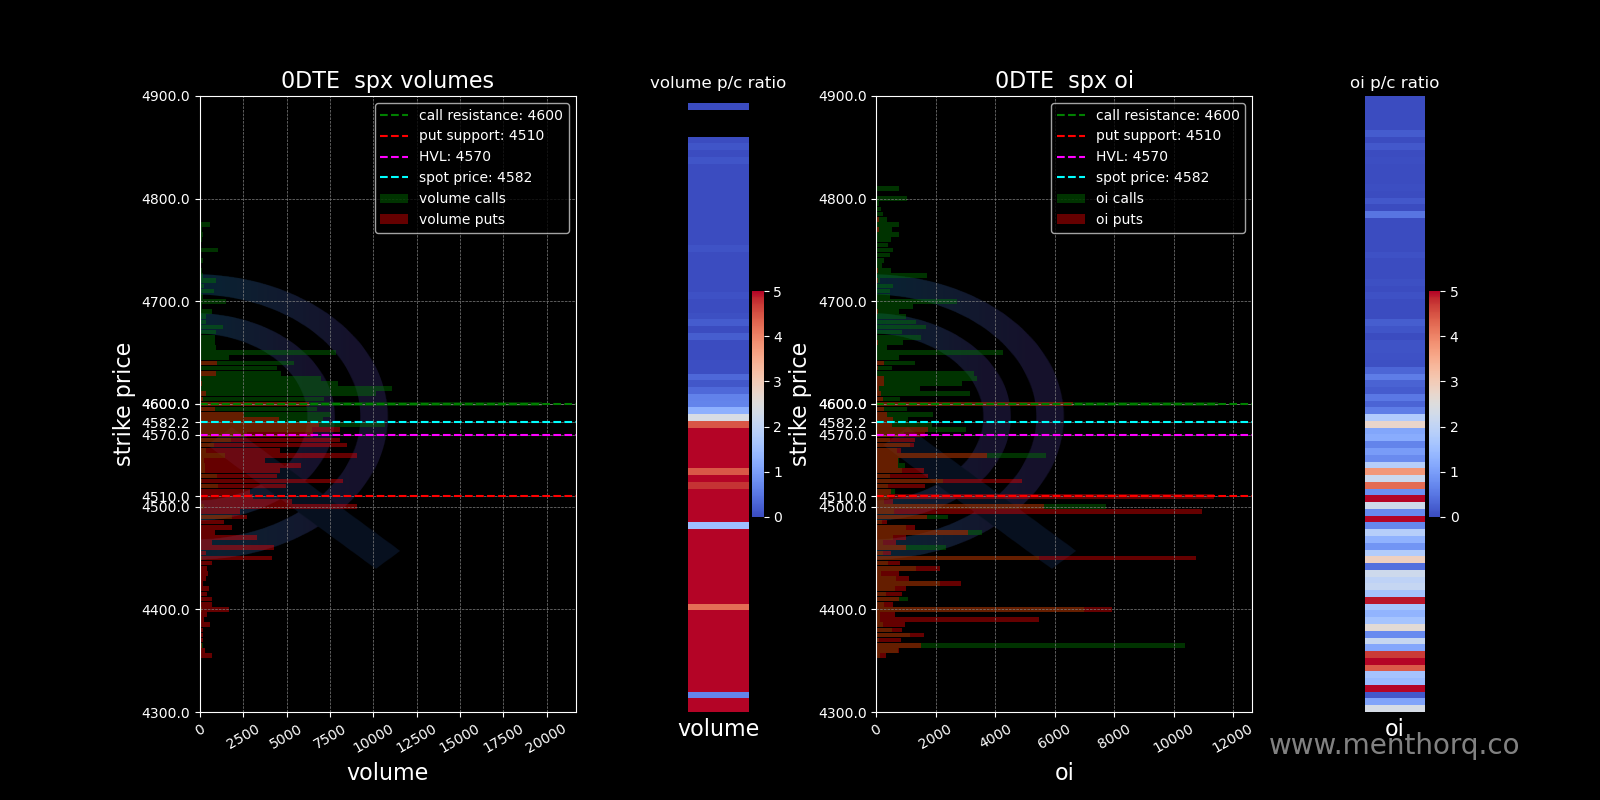 0DTE  spx volumes
volume p/c ratio
0DTE  spx oi
oi p/c ratio
4900.0
4800.0
4700.0
4600.0
4582.2
4570.0
4510.0
4500.0
4400.0
4300.0
strike price
call resistance: 4600
put support: 4510
HVL: 4570
spot price: 4582
volume calls
volume puts
0
2500
5000
7500
10000
12500
15000
17500
20000
volume
5
4
3
2
1
0
volume
4900.0
4800.0
4700.0
4600.0
4582.2
4570.0
4510.0
4500.0
4400.0
4300.0
strike price
call resistance: 4600
put support: 4510
HVL: 4570
spot price: 4582
oi calls
oi puts
0
2000
4000
6000
8000
10000
12000
oi
5
4
3
2
1
0
oi
www.menthorq.co